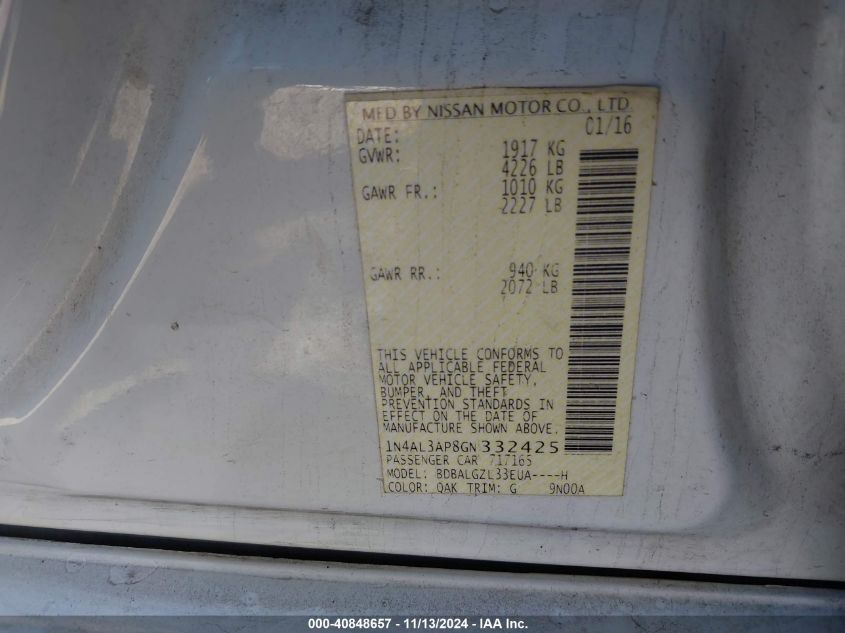 MFD BY NISSAN MOTOR CO., LTD
DATE: 01/16
GVWR: 1917 KG
4226 LB
GAWR FR.: 1010 KG
2227 LB
GAWR RR.: 940 KG
2072 LB
THIS VEHICLE CONFORMS TO
ALL APPLICABLE FEDERAL
MOTOR VEHICLE SAFETY,
BUMPER, AND THEFT
PREVENTION STANDARDS IN
EFFECT ON THE DATE OF
MANUFACTURE SHOWN ABOVE.
1N4AL3AP8GN332425
PASSENGER CAR 717165
MODEL: BDBALGZL33EUA----H
COLOR: QAK TRIM: G 9N00A
000-40848657 - 11/13/2024 - IAA Inc.